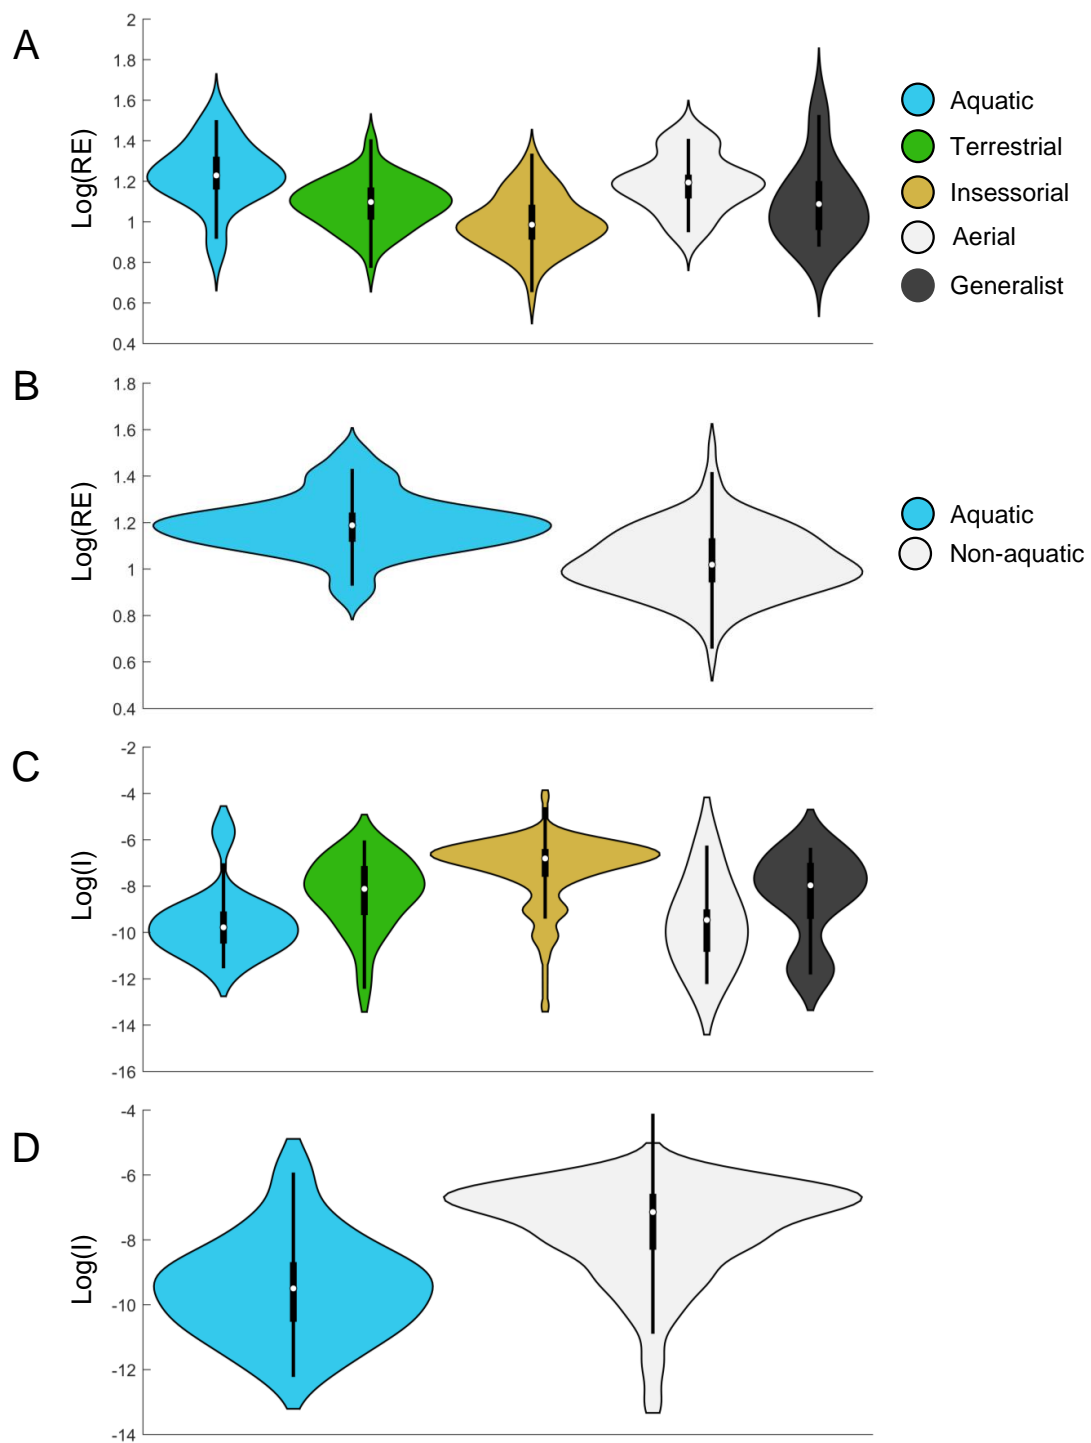 A
Log(RE)
2
1.8
1.6
1.4
1.2
1
0.8
0.6
0.4
Aquatic
Terrestrial
Insessorial
Aerial
Generalist
B
Log(RE)
1.8
1.6
1.4
1.2
1
0.8
0.6
0.4
Aquatic
Non-aquatic
C
Log(I)
-2
-4
-6
-8
-10
-12
-14
-16
D
Log(I)
-4
-6
-8
-10
-12
-14